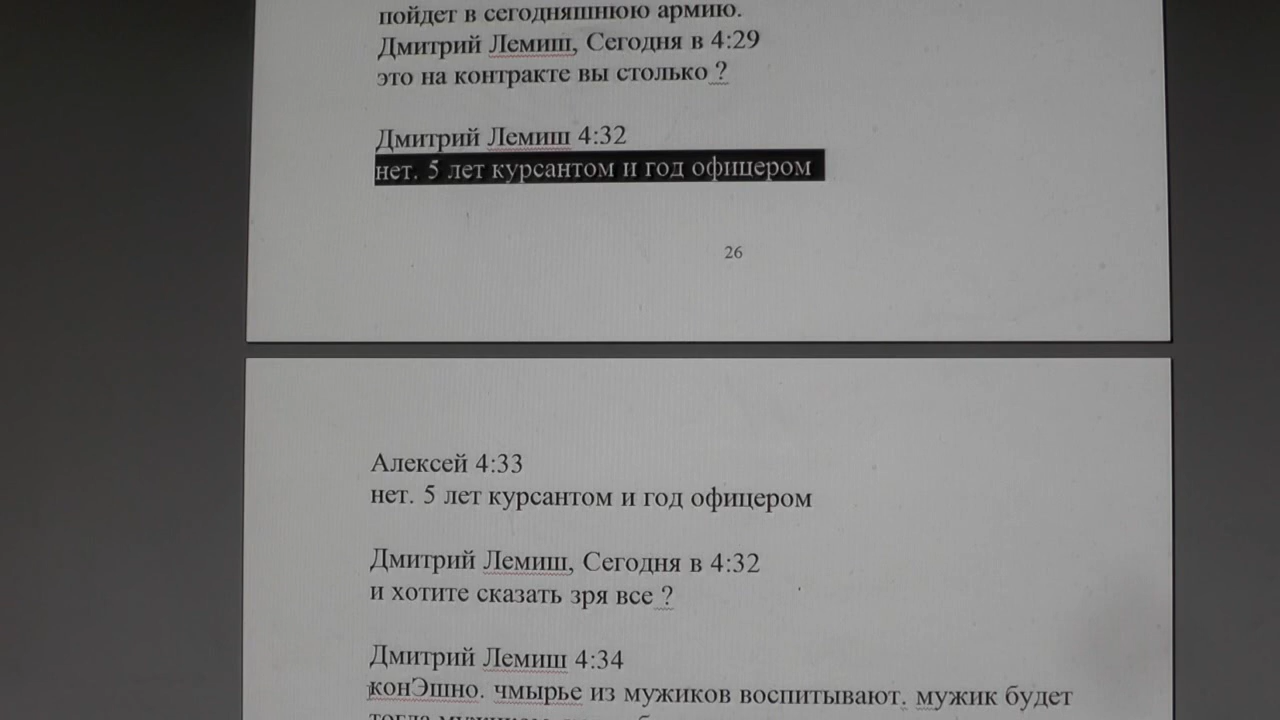 пойдет в сегодняшнюю армию.
Дмитрий Лемиш, Сегодня в 4:29
это на контракте вы столько ?
Дмитрий Лемиш 4:32
нет. 5 лет курсантом и год офицером
26
Алексей 4:33
нет. 5 лет курсантом и год офицером
Дмитрий Лемиш, Сегодня в 4:32
и хотите сказать зря все ?
Дмитрий Лемиш 4:34
конЭшно. чмырье из мужиков воспитывают. мужик будет